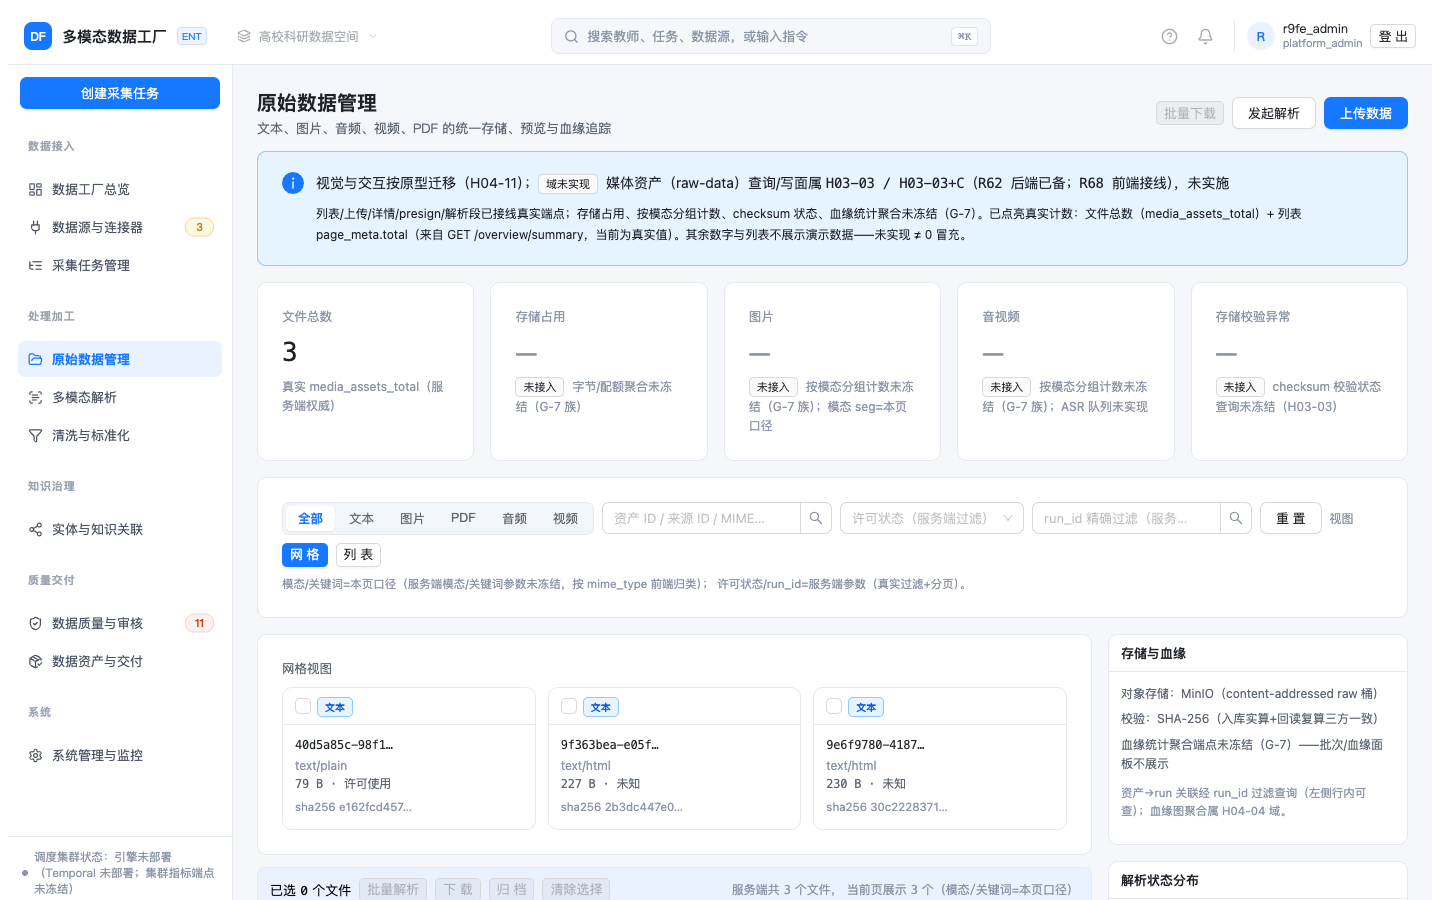 DF 多模态数据工厂 ENT 高校科研数据空间 搜索教师、任务、数据源，或输入指令 ⌘K R r9fe_admin 登 出
platform_admin
创建采集任务
数据接入
数据工厂总览
数据源与连接器 3
采集任务管理
处理加工
原始数据管理
多模态解析
清洗与标准化
知识治理
实体与知识关联
质量交付
数据质量与审核 11
数据资产与交付
系统
系统管理与监控
调度集群状态：引擎未部署
（Temporal 未部署；集群指标端点
未冻结）
原始数据管理
文本、图片、音频、视频、PDF 的统一存储、预览与血缘追踪
批量下载 发起解析 上传数据
视觉与交互按原型迁移（H04-11）； 域未实现 媒体资产（raw-data）查询/写面属 H03-03 / H03-03+C（R62 后端已备；R68 前端接线），未实施
列表/上传/详情/presign/解析段已接线真实端点；存储占用、按模态分组计数、checksum 状态、血缘统计聚合未冻结（G-7）。已点亮真实计数：文件总数（media_assets_total）+ 列表
page_meta.total（来自 GET /overview/summary，当前为真实值）。其余数字与列表不展示演示数据——未实现 ≠ 0 冒充。
文件总数
3
真实 media_assets_total（服
务端权威）
存储占用
—
未接入 字节/配额聚合未冻
结（G-7 族）
图片
—
未接入 按模态分组计数未冻
结（G-7 族）；模态 seg=本页
口径
音视频
—
未接入 按模态分组计数未冻
结（G-7 族）；ASR 队列未实现
存储校验异常
—
未接入 checksum 校验状态
查询未冻结（H03-03）
全部 文本 图片 PDF 音频 视频 资产 ID / 来源 ID / MIME... 许可状态（服务端过滤） run_id 精确过滤（服务... 重 置 视图
网 格 列 表
模态/关键词=本页口径（服务端模态/关键词参数未冻结，按 mime_type 前端归类）； 许可状态/run_id=服务端参数（真实过滤+分页）。
网格视图
文本
40d5a85c-98f1…
text/plain
79 B · 许可使用
sha256 e162fcd457…
文本
9f363bea-e05f…
text/html
227 B · 未知
sha256 2b3dc447e0…
文本
9e6f9780-4187…
text/html
230 B · 未知
sha256 30c2228371…
已选 0 个文件 批量解析 下 载 归 档 清除选择 服务端共 3 个文件， 当前页展示 3 个（模态/关键词=本页口径）
存储与血缘
对象存储：MinIO（content-addressed raw 桶）
校验：SHA-256（入库实算+回读复算三方一致）
血缘统计聚合端点未冻结（G-7）——批次/血缘面
板不展示
资产→run 关联经 run_id 过滤查询（左侧行内可
查）；血缘图聚合属 H04-04 域。
解析状态分布